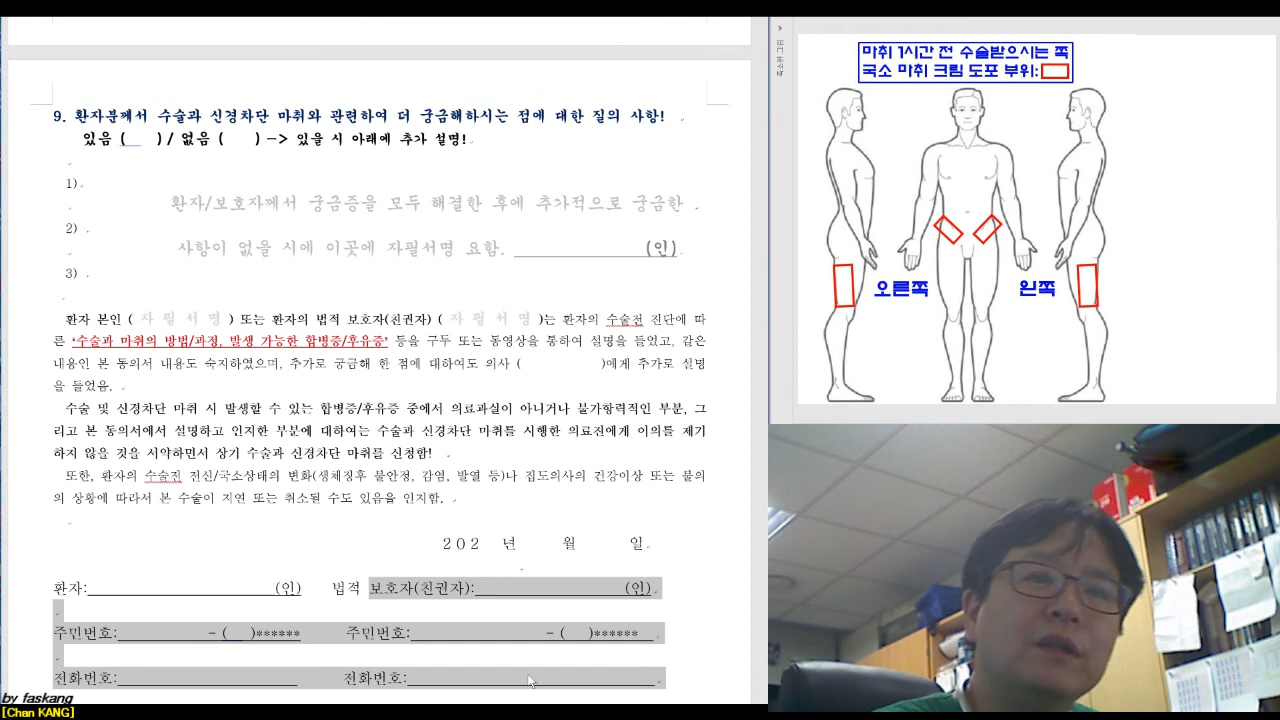 9. 환자분께서 수술과 신경차단 마취와 관련하여 더 궁금해하시는 점에 대한 질의 사항!
있음 (     ) / 없음 (     ) -> 있을 시 아래에 추가 설명!
1)
환자/보호자께서 궁금증을 모두 해결한 후에 추가적으로 궁금한
2)
사항이 없을 시에 이곳에 자필서명 요함. ____________ (인)
3)
환자 본인 ( 자 필 서 명 ) 또는 환자의 법적 보호자(친권자) ( 자 필 서 명 )는 환자의 수술전 진단에 따
른 '수술과 마취의 방법/과정, 발생 가능한 합병증/후유증' 등을 구두 또는 동영상을 통하여 설명을 들었고, 같은
내용인 본 동의서 내용도 숙지하였으며, 추가로 궁금해 한 점에 대하여도 의사 (          )에게 추가로 설명
을 들었음.
수술 및 신경차단 마취 시 발생할 수 있는 합병증/후유증 중에서 의료과실이 아니거나 불가항력적인 부분, 그
리고 본 동의서에서 설명하고 인지한 부분에 대하여는 수술과 신경차단 마취를 시행한 의료진에게 이의를 제기
하지 않을 것을 서약하면서 상기 수술과 신경차단 마취를 신청함!
또한, 환자의 수술전 전신/국소상태의 변화(생체징후 불안정, 감염, 발열 등)나 집도의사의 건강이상 또는 불의
의 상황에 따라서 본 수술이 지연 또는 취소될 수도 있음을 인지함.
202   년     월     일
환자:____________________(인)   법적 보호자(친권자):____________________(인)
주민번호:__________ - (   )******   주민번호:__________ - (   )******
전화번호:____________________   전화번호:____________________
by faskang
[Chan KANG]
마취 1시간 전 수술받으시는 쪽
국소 마취 크림 도포 부위:
오른쪽
왼쪽